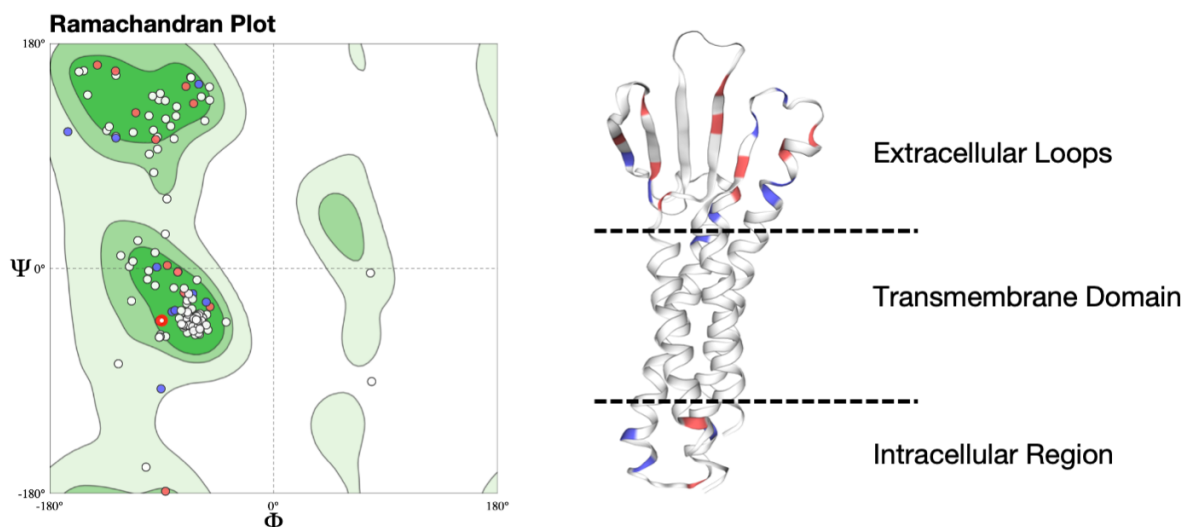 Ramachandran Plot
180°
Ψ 0°
-180°
-180° 0° 180°
Φ
Extracellular Loops
Transmembrane Domain
Intracellular Region